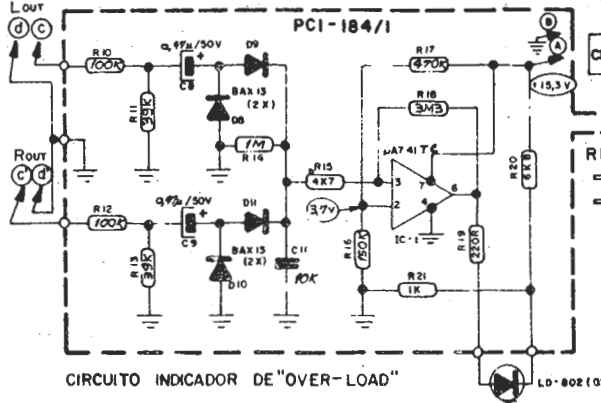 LOUT
d c
PCI-184/1
B
A
R10
100K
0,47µ/50V
+
C8
D9
R17
470K
+15,3V
R11
39K
BAX13
(2X)
D8
R18
3M3
1M
R14
µA741TC
R15
4K7
3
7
6
2
4
IC-1
R20
6K8
ROUT
c' d'
R12
100K
0,47µ/50V
+
C9
D11
3,7V
R13
39K
BAX13
(2X)
D10
C11
10K
R16
150K
R19
220R
R21
1K
CIRCUITO INDICADOR DE "OVER-LOAD"
LD-802